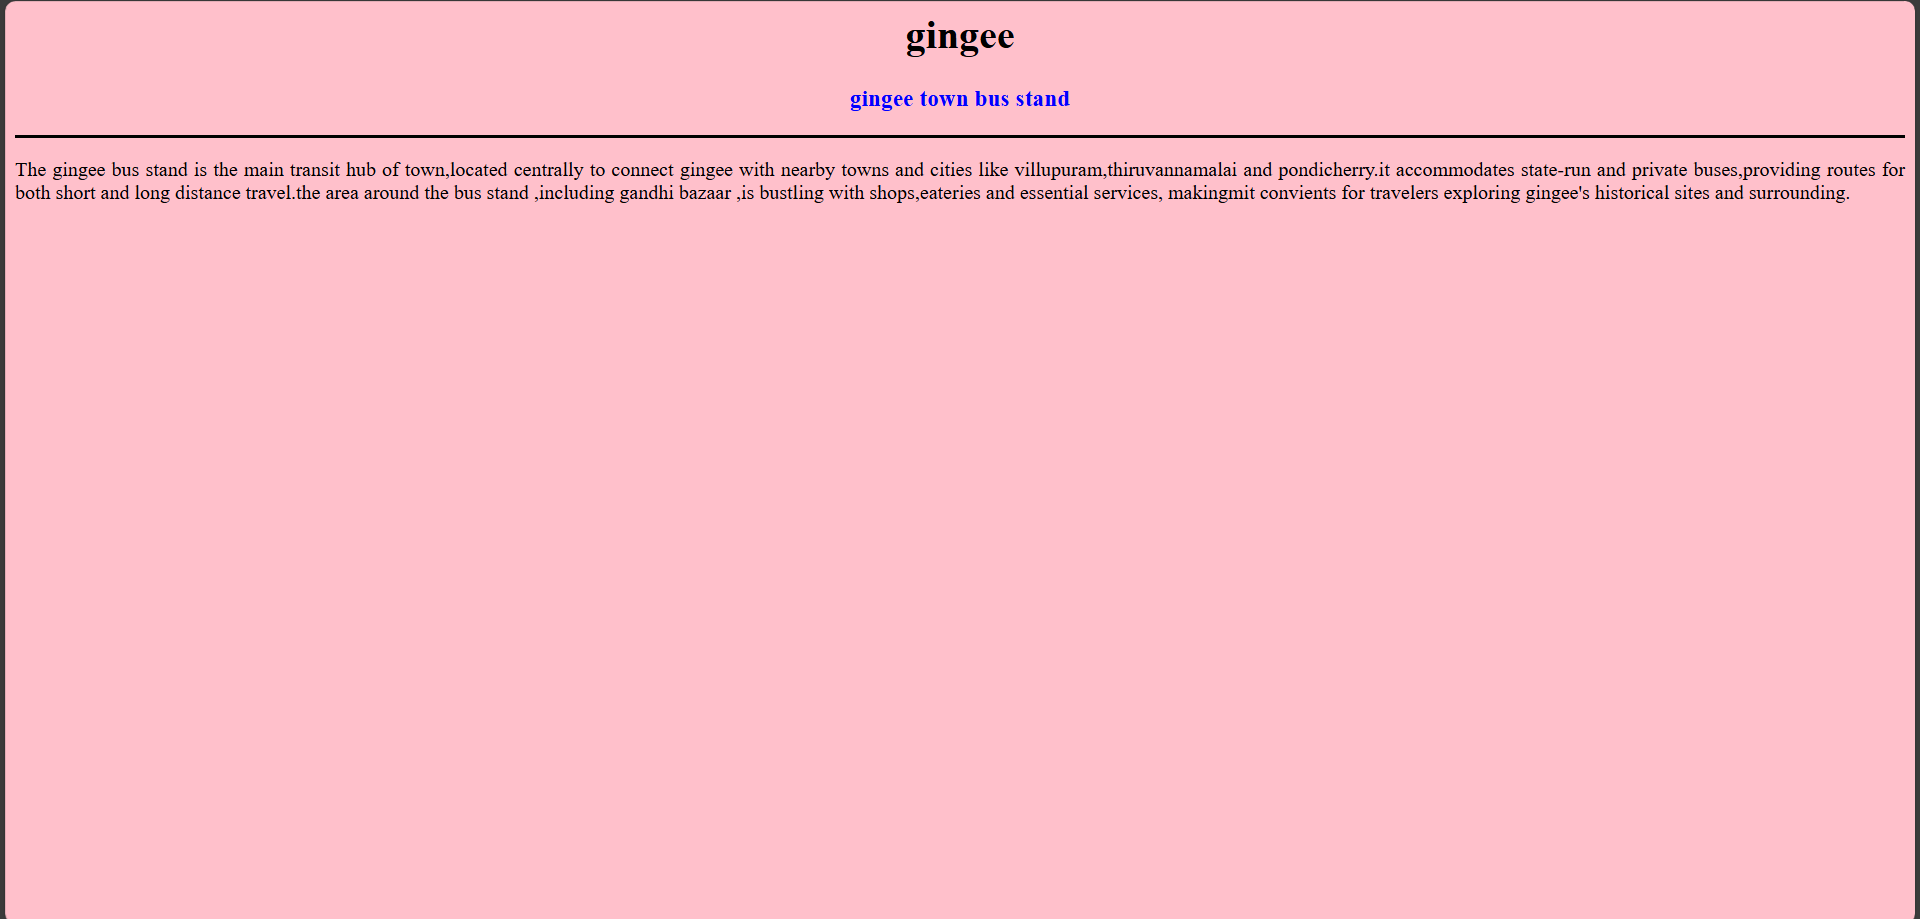 gingee
gingee town bus stand
The gingee bus stand is the main transit hub of town,located centrally to connect gingee with nearby towns and cities like villupuram,thiruvannamalai and pondicherry.it accommodates state-run and private buses,providing routes for
both short and long distance travel.the area around the bus stand ,including gandhi bazaar ,is bustling with shops,eateries and essential services, makingmit convients for travelers exploring gingee's historical sites and surrounding.